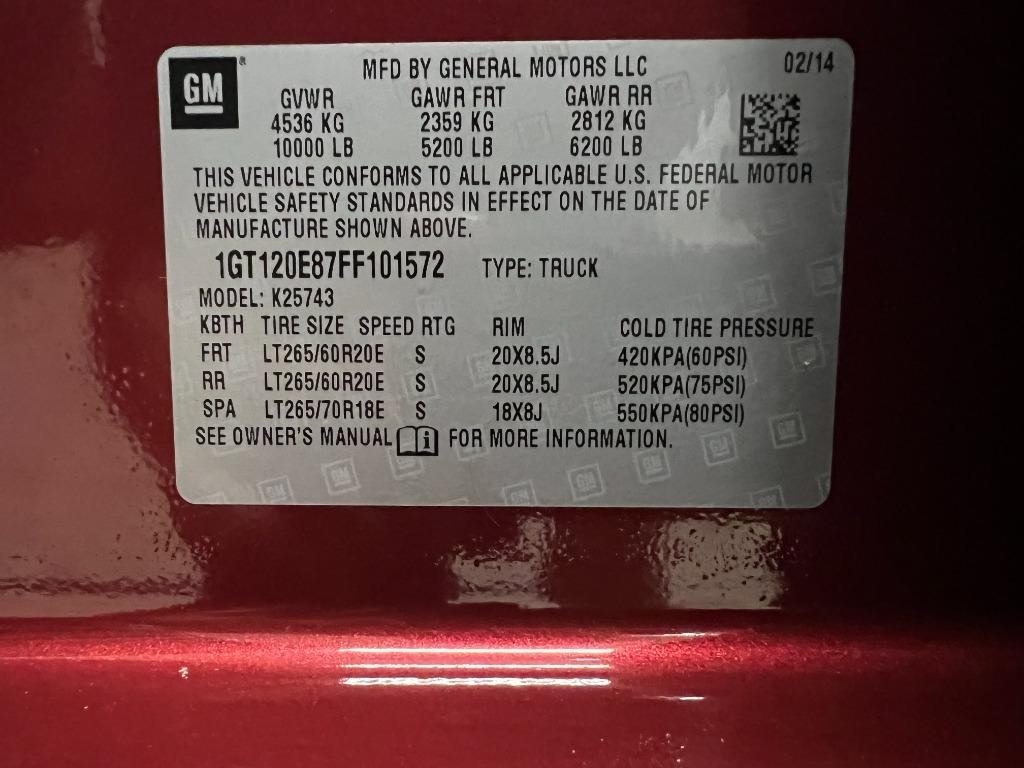 GM ® MFD BY GENERAL MOTORS LLC 02/14
GVWR GAWR FRT GAWR RR
4536 KG 2359 KG 2812 KG
10000 LB 5200 LB 6200 LB
THIS VEHICLE CONFORMS TO ALL APPLICABLE U.S. FEDERAL MOTOR
VEHICLE SAFETY STANDARDS IN EFFECT ON THE DATE OF
MANUFACTURE SHOWN ABOVE.
1GT120E87FF101572 TYPE: TRUCK
MODEL: K25743
KBTH TIRE SIZE SPEED RTG RIM COLD TIRE PRESSURE
FRT LT265/60R20E S 20X8.5J 420KPA(60PSI)
RR LT265/60R20E S 20X8.5J 520KPA(75PSI)
SPA LT265/70R18E S 18X8J 550KPA(80PSI)
SEE OWNER'S MANUAL i FOR MORE INFORMATION.